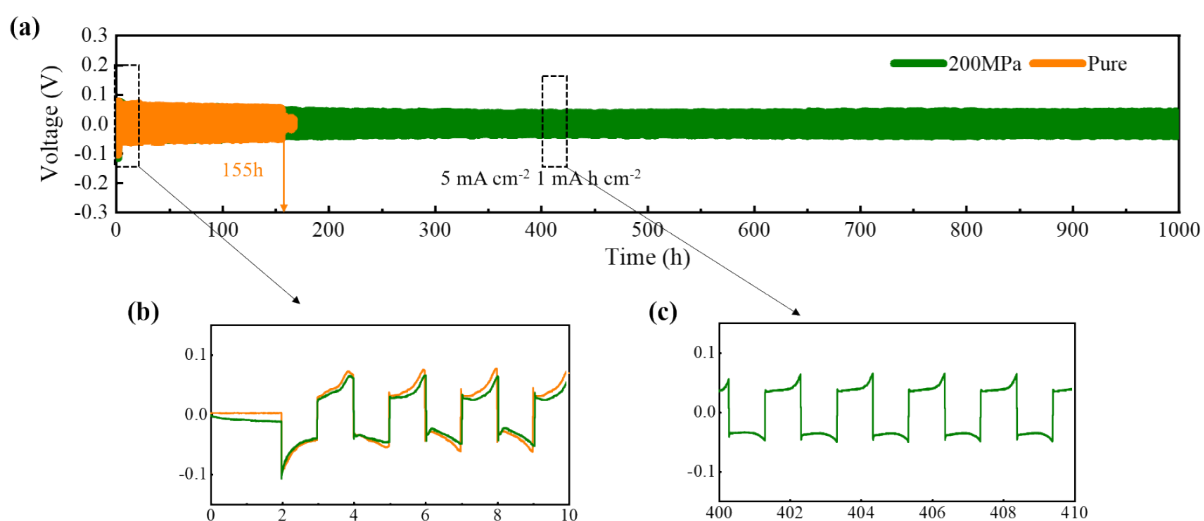 (a)
0.3
0.2
0.1
0.0
-0.1
-0.2
-0.3
Voltage (V)
200MPa
Pure
155h
5 mA cm-2 1 mA h cm-2
0 100 200 300 400 500 600 700 800 900 1000
Time (h)
(b)
0.1
0.0
-0.1
0 2 4 6 8 10
(c)
0.1
0.0
-0.1
400 402 404 406 408 410